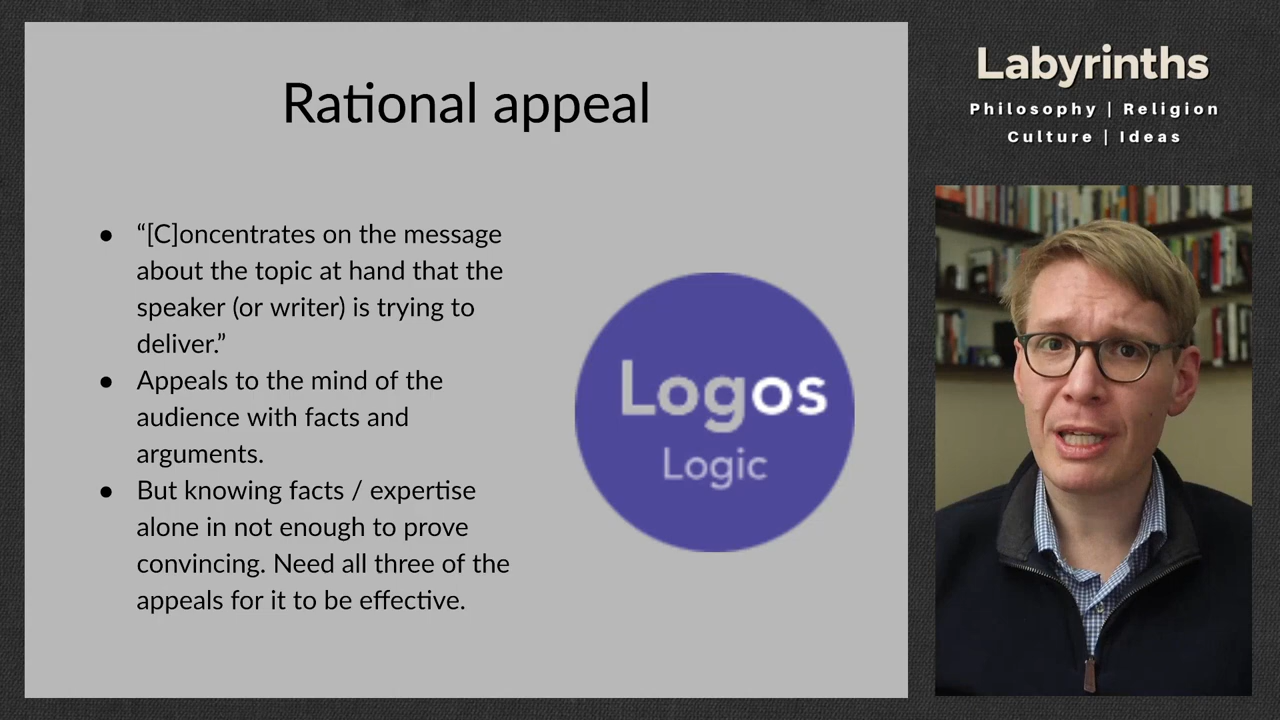 Rational appeal
● “[C]oncentrates on the message
about the topic at hand that the
speaker (or writer) is trying to
deliver.”
● Appeals to the mind of the
audience with facts and
arguments.
● But knowing facts / expertise
alone in not enough to prove
convincing. Need all three of the
appeals for it to be effective.
Logos
Logic
Labyrinths
Philosophy | Religion
Culture | Ideas